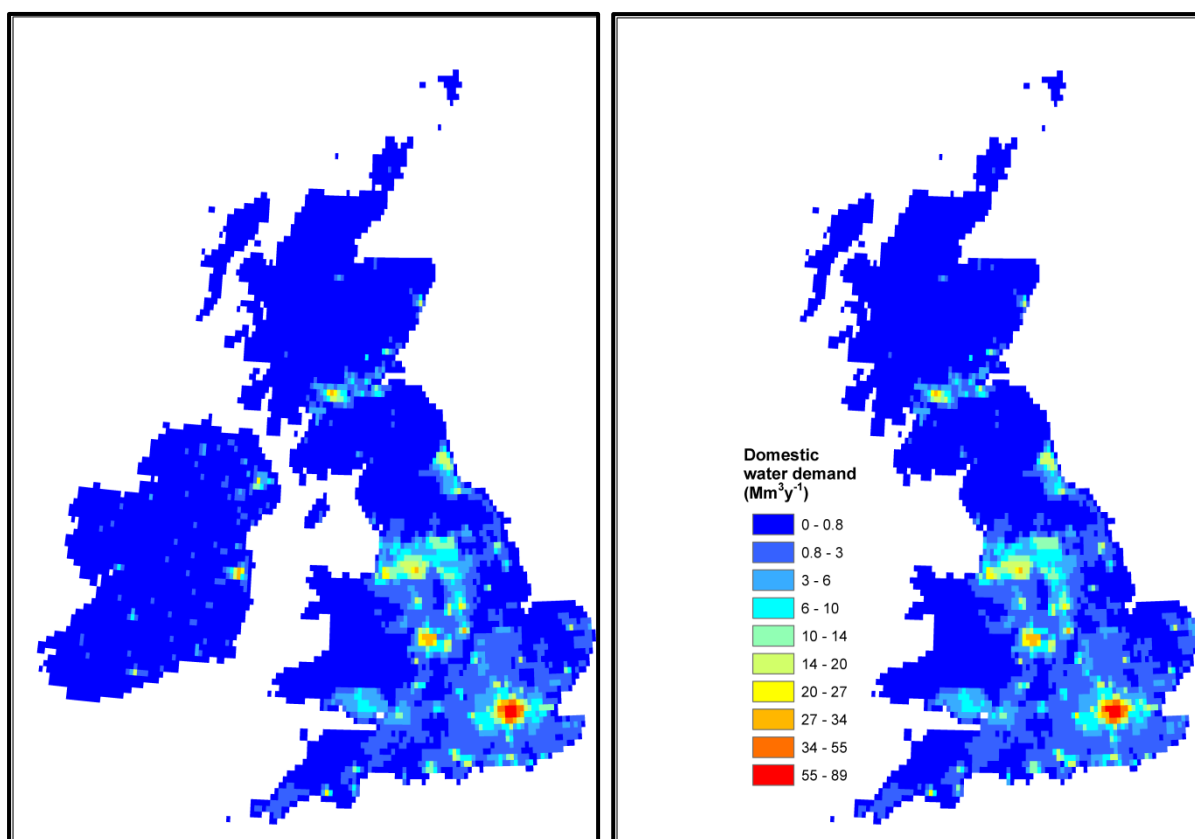 Domestic
water demand
(Mm³y⁻¹)
0 - 0.8
0.8 - 3
3 - 6
6 - 10
10 - 14
14 - 20
20 - 27
27 - 34
34 - 55
55 - 89